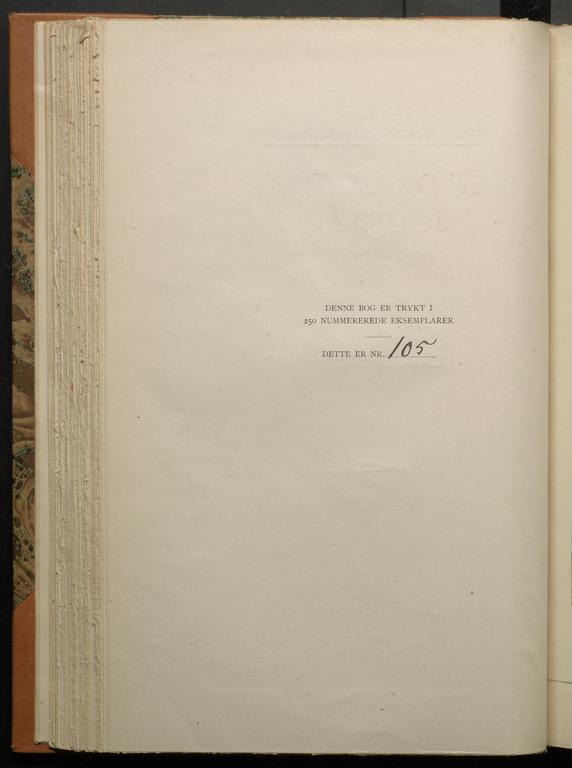 DENNE BOG ER TRYKT I
250 NUMMEREREDE EKSEMPLARER
DETTE ER NR. 105